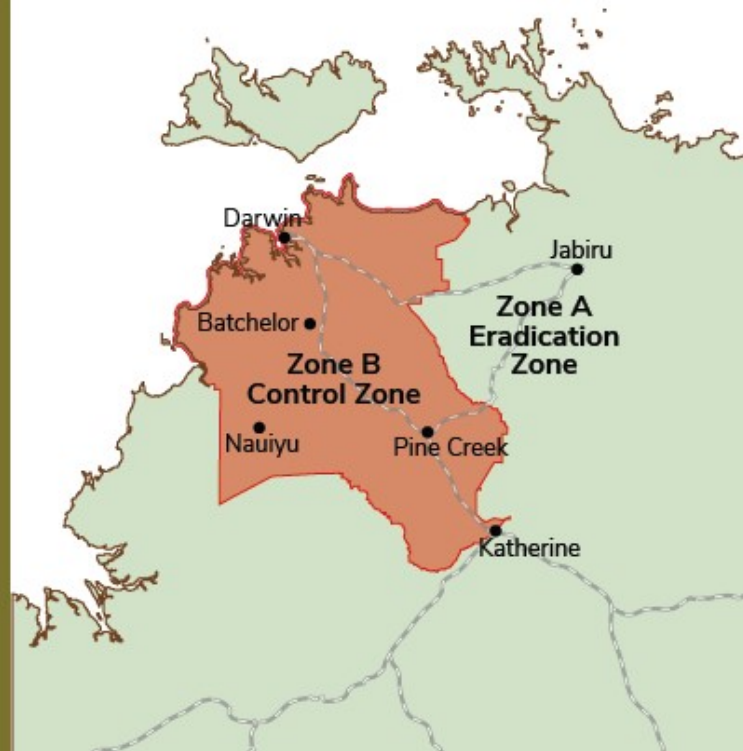 Darwin
Jabiru
Zone A
Eradication
Zone
Batchelor
Zone B
Control Zone
Nauiyu
Pine Creek
Katherine